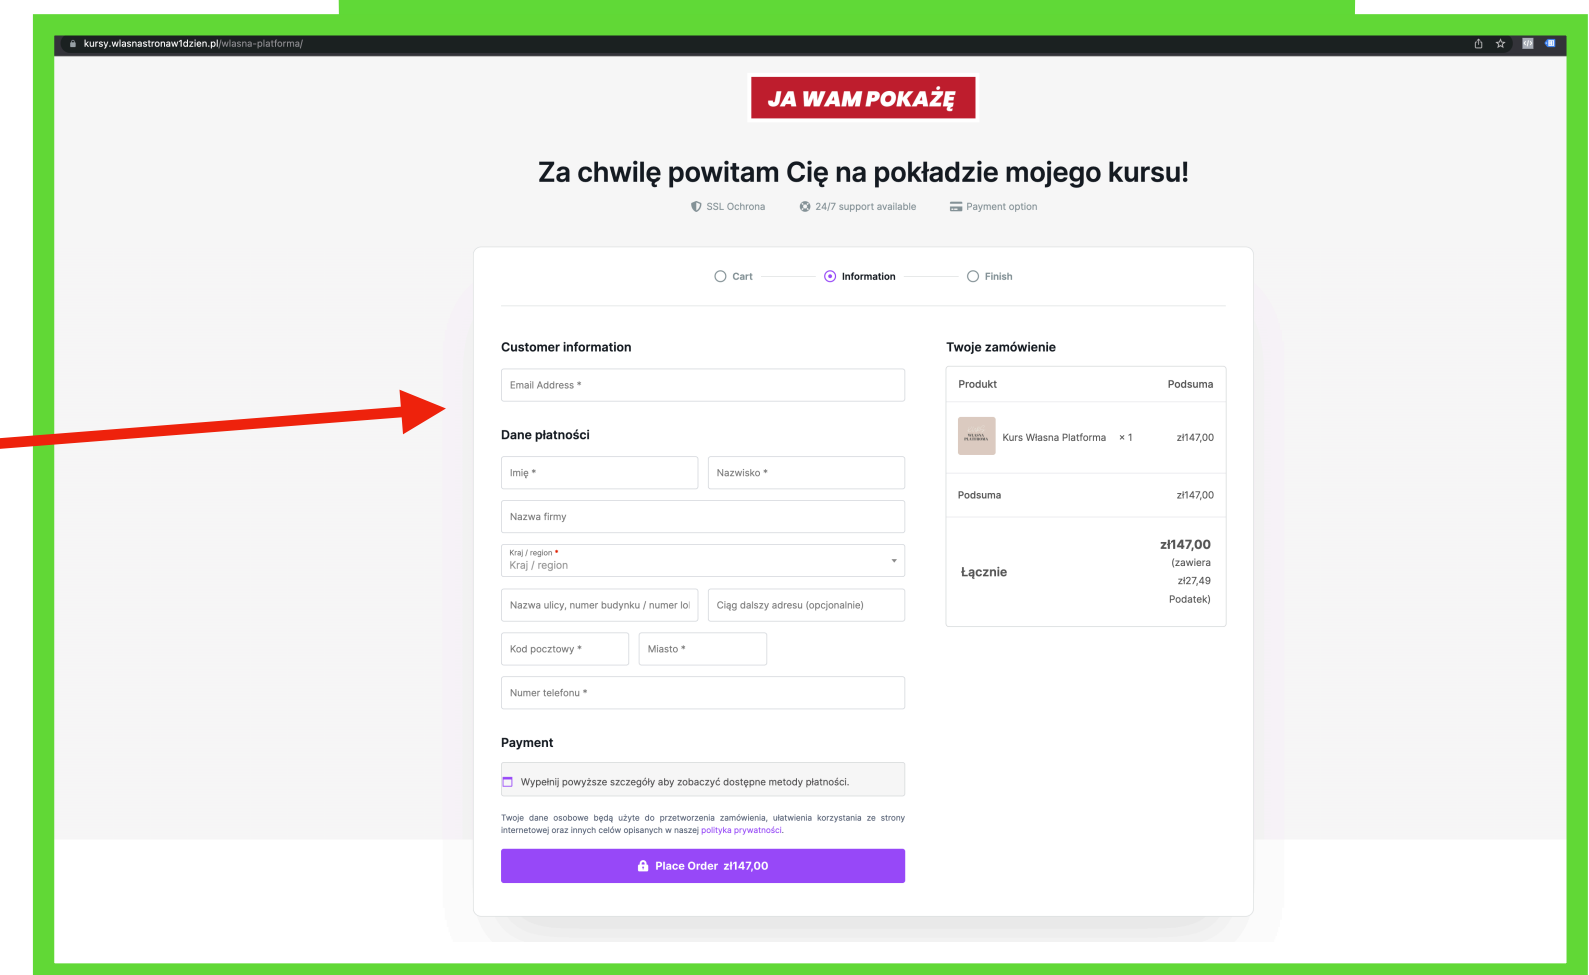 kursy.wlasnastronaw1dzien.pl/wlasna-platforma/
JA WAM POKAŻĘ
Za chwilę powitam Cię na pokładzie mojego kursu!
SSL Ochrona 24/7 support available Payment option
Cart Information Finish
Customer information
Email Address *
Dane płatności
Imię * Nazwisko *
Nazwa firmy
Kraj / region *
Kraj / region
Nazwa ulicy, numer budynku / numer lo Ciąg dalszy adresu (opcjonalnie)
Kod pocztowy * Miasto *
Numer telefonu *
Payment
Wypełnij powyższe szczegóły aby zobaczyć dostępne metody płatności.
Twoje dane osobowe będą użyte do przetworzenia zamówienia, ułatwienia korzystania ze strony
internetowej oraz innych celów opisanych w naszej polityka prywatności.
Place Order zł147,00
Twoje zamówienie
Produkt Podsuma
WŁASNA
PLATFORMA
Kurs Własna Platforma × 1 zł147,00
Podsuma zł147,00
Łącznie zł147,00
(zawiera
zł27,49
Podatek)